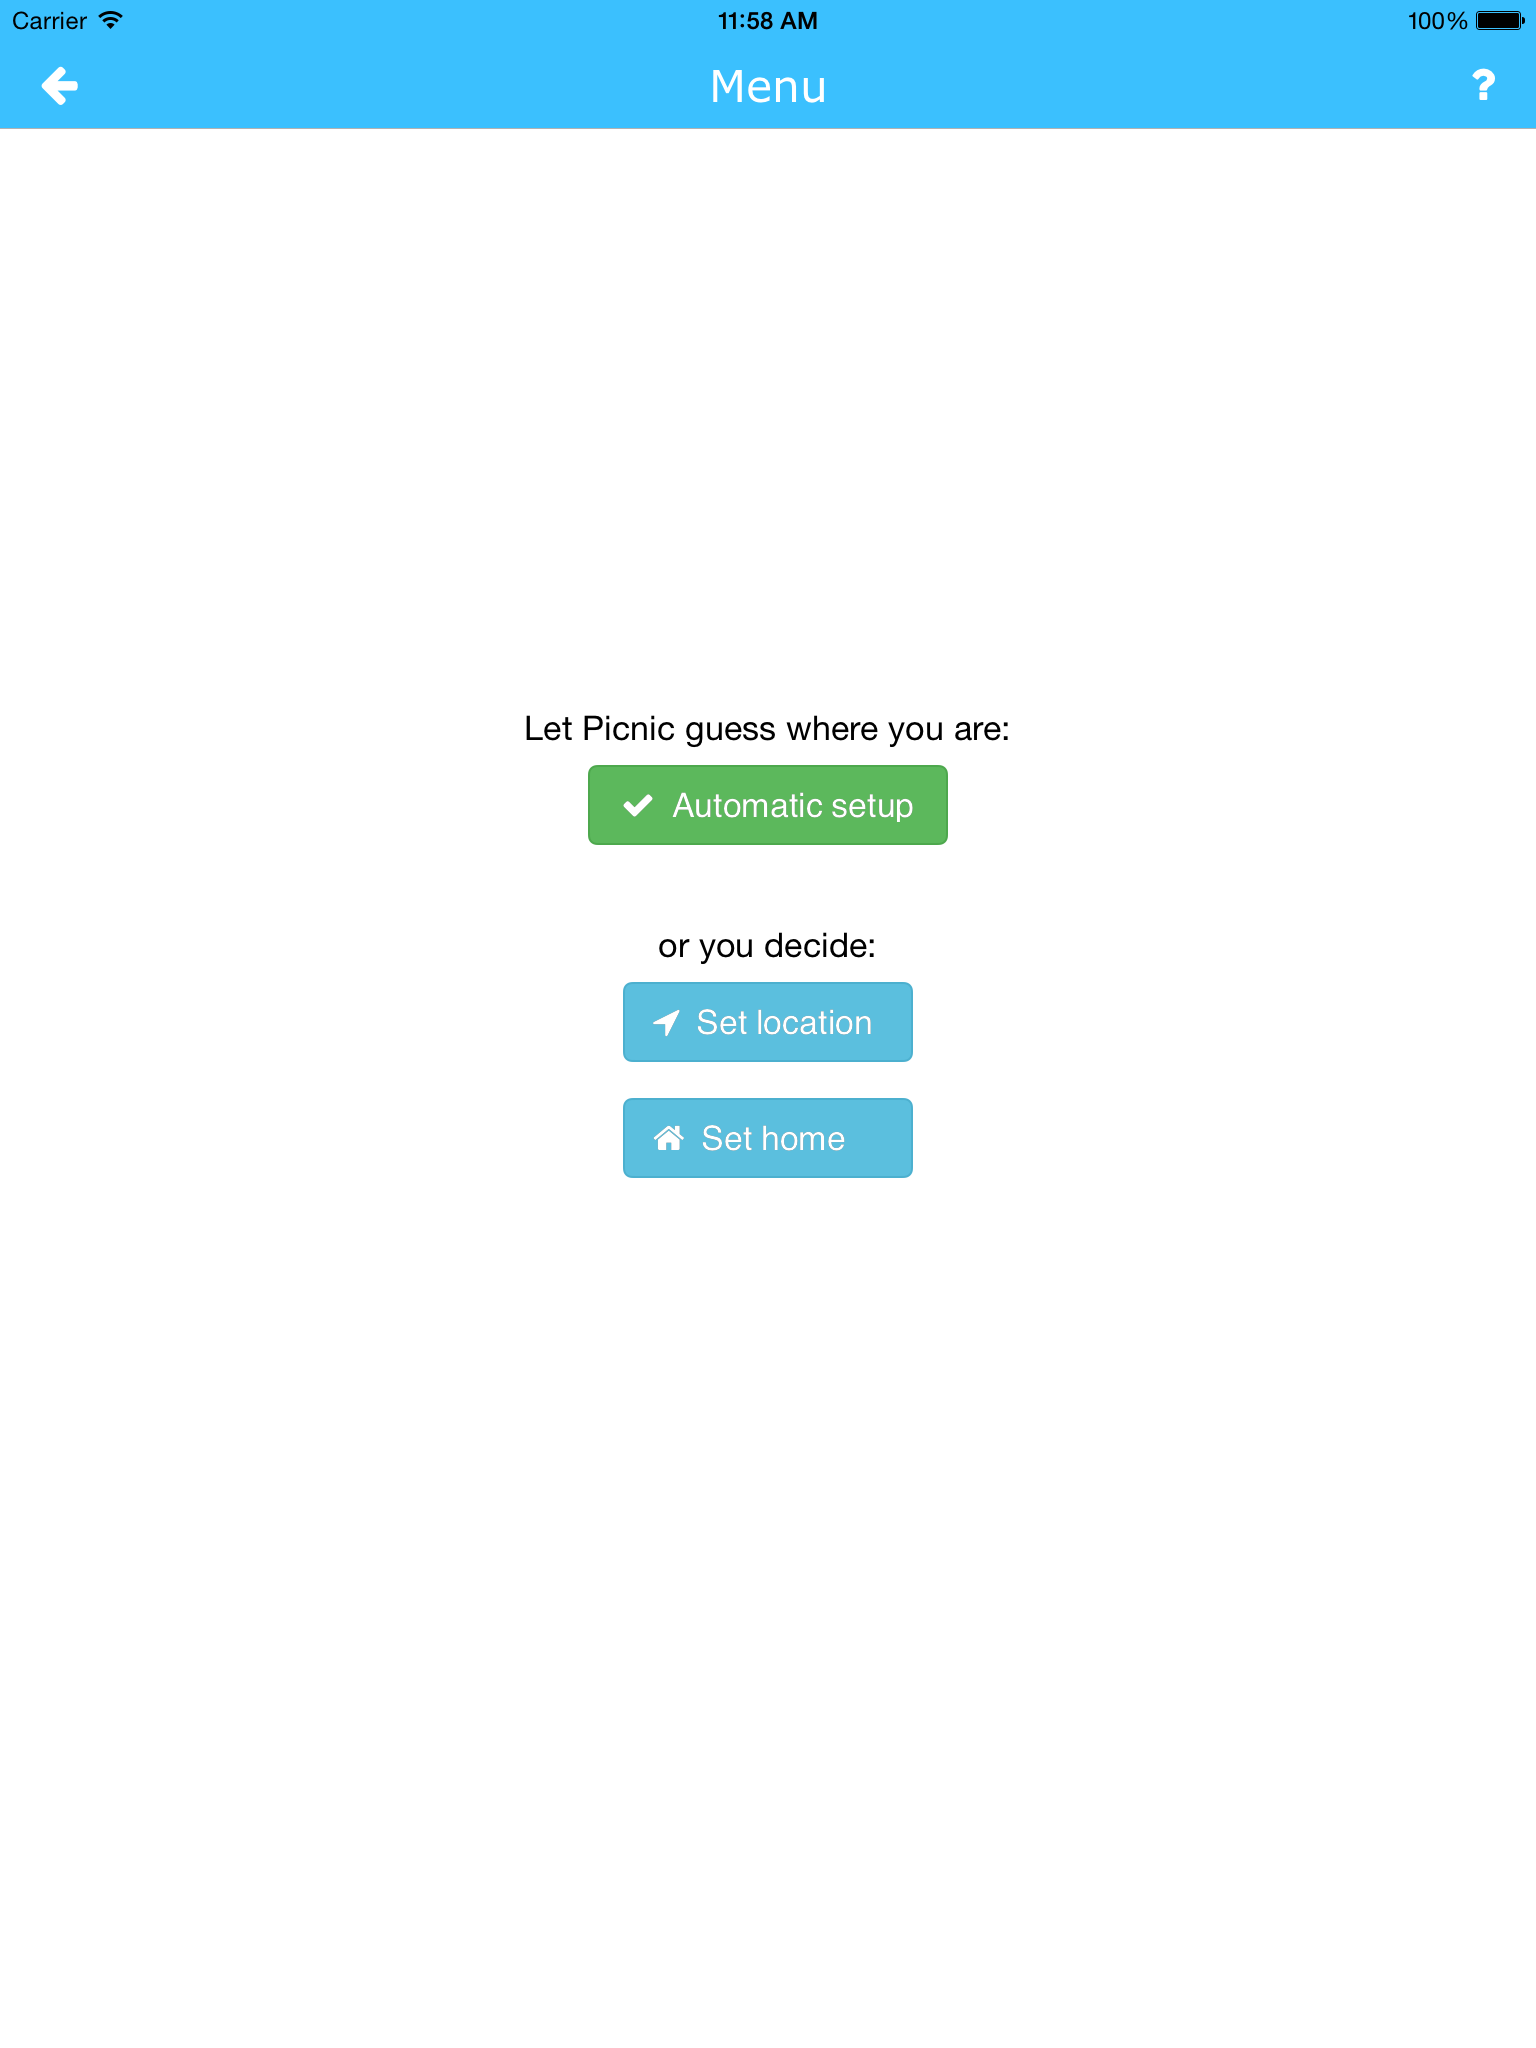 Carrier 11:58 AM 100%
Menu ?
Let Picnic guess where you are:
Automatic setup
or you decide:
Set location
Set home